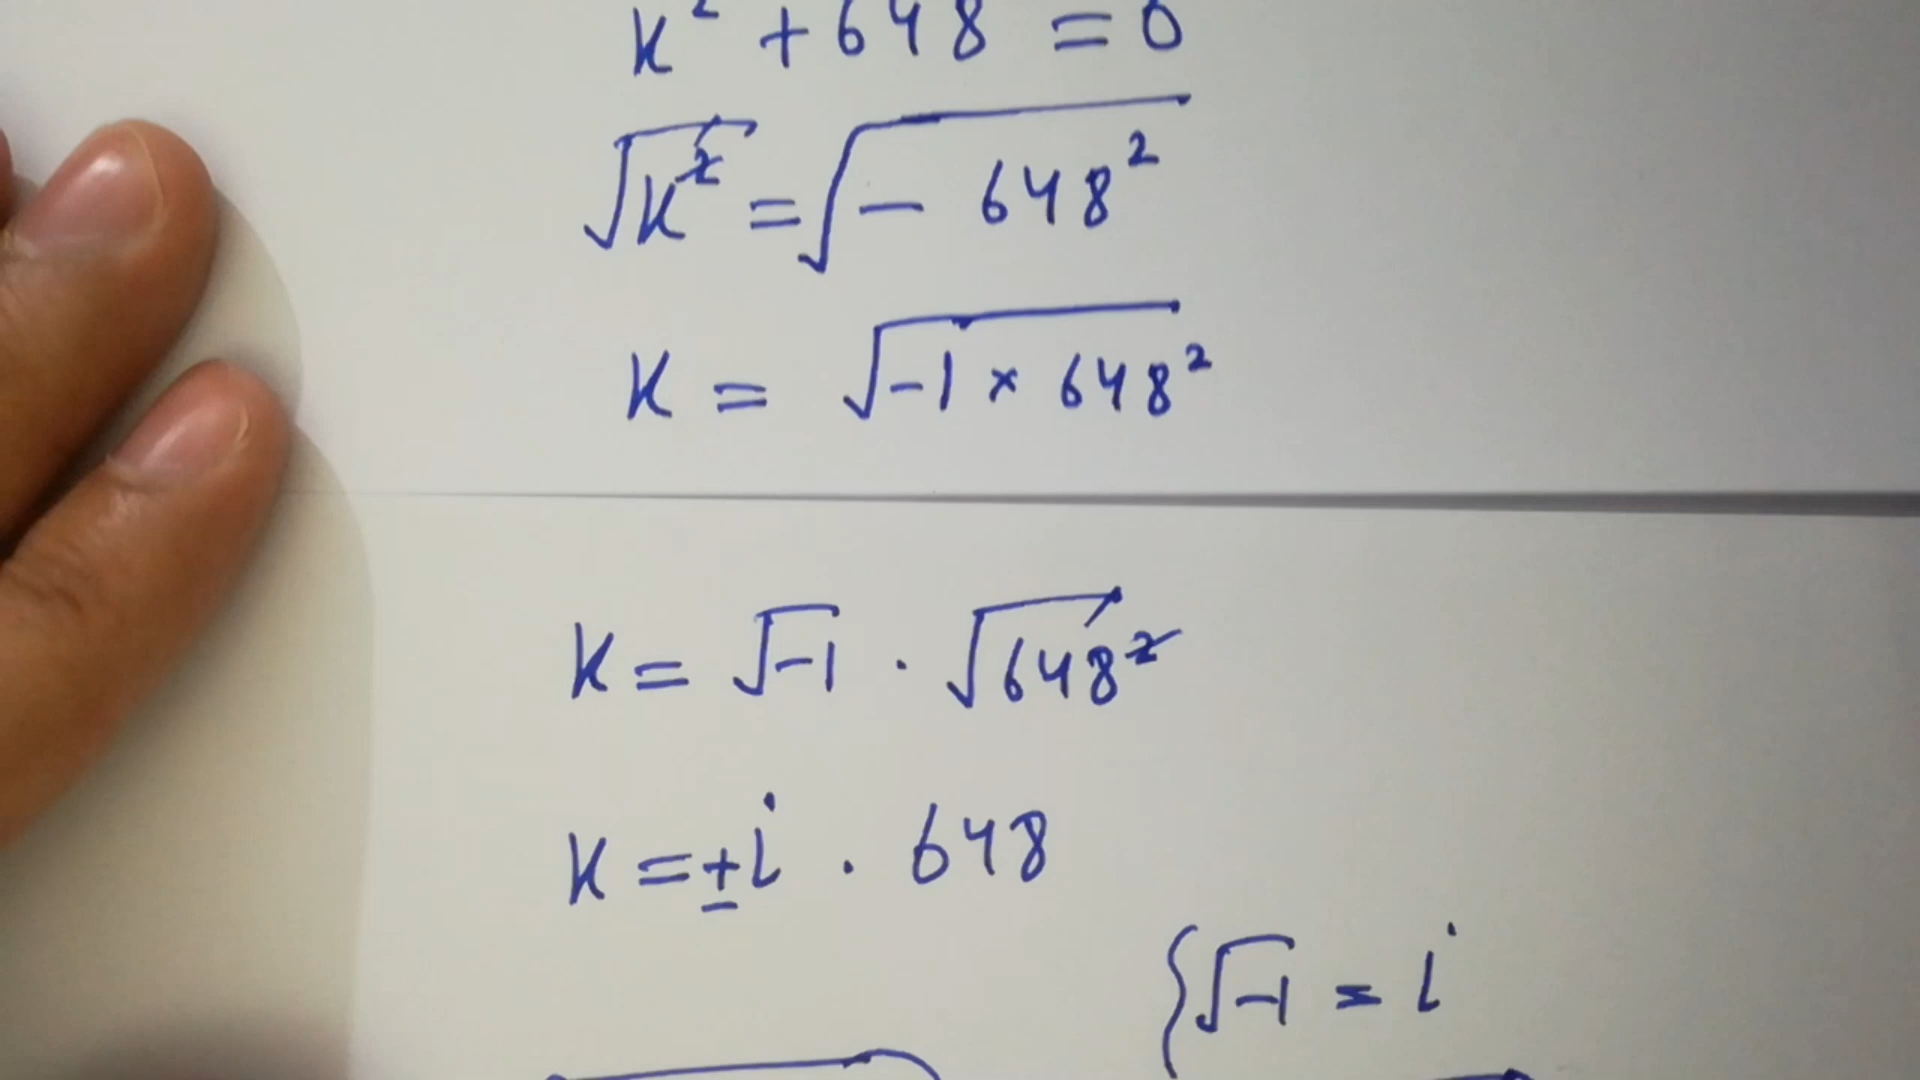 K² + 648 = 0
√K² = √- 648²
K = √-1 × 648²
K = √-1 . √648²
K = ±i . 648
{√-1 = i